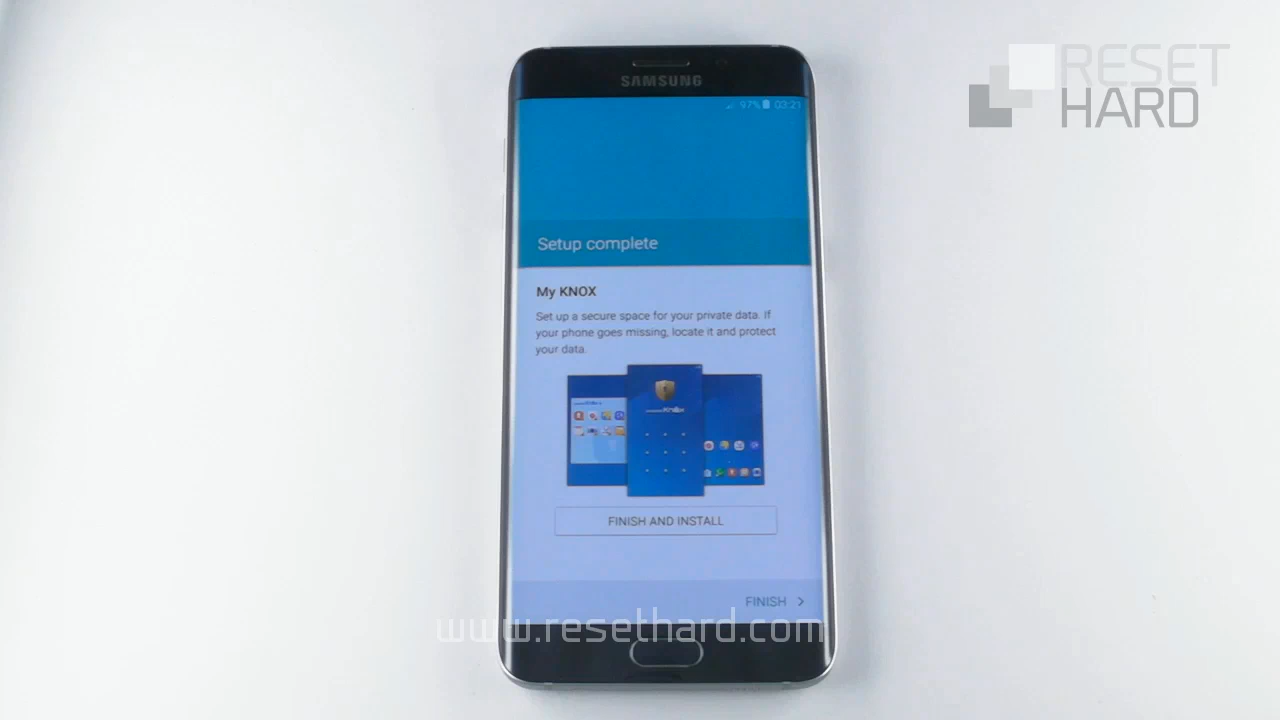 RESET
HARD
SAMSUNG
97% 03:21
Setup complete
My KNOX
Set up a secure space for your private data. If
your phone goes missing, locate it and protect
your data.
Knox
FINISH AND INSTALL
FINISH >
www.resethard.com